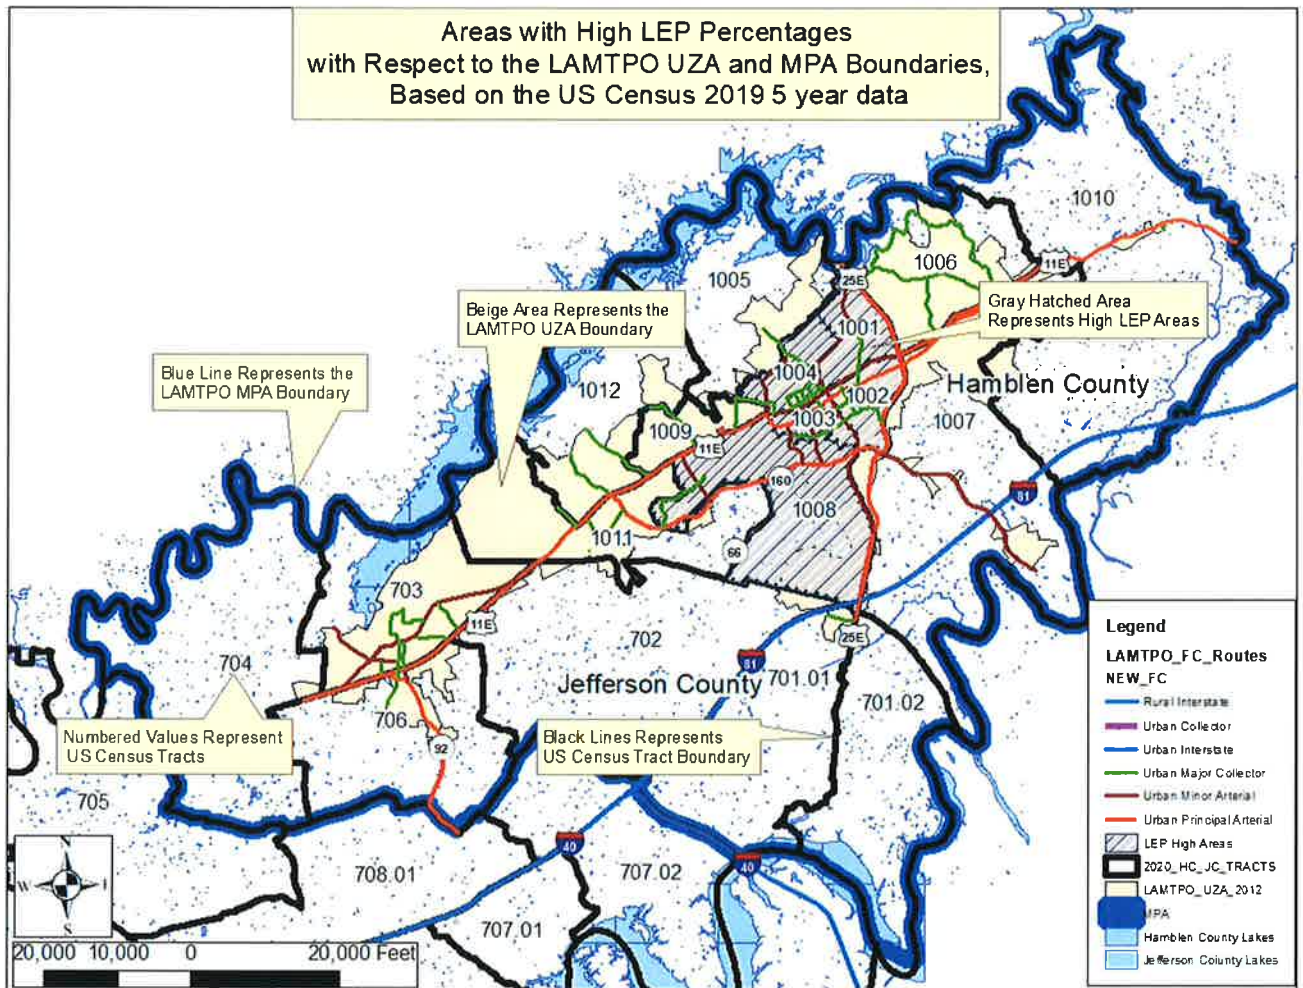 Areas with High LEP Percentages
with Respect to the LAMTPO UZA and MPA Boundaries,
Based on the US Census 2019 5 year data
1010
1006
11E
1005
25E
Beige Area Represents the
LAMTPO UZA Boundary
Gray Hatched Area
Represents High LEP Areas
1001
Blue Line Represents the
LAMTPO MPA Boundary
1004
1012
Hamblen County
1002
1003
1007
1009
11E
160
81
1008
1011
66
703
11E
702
25E
81
704
Jefferson County
701.01
701.02
706
Numbered Values Represent
US Census Tracts
92
Black Lines Represents
US Census Tract Boundary
705
40
40
708.01
707.02
707.01
N
W
S
20,000 10,000 0 20,000 Feet
Legend
LAMTPO_FC_Routes
NEW_FC
Rural Interstate
Urban Collector
Urban Interstate
Urban Major Collector
Urban Minor Arterial
Urban Principal Arterial
LEP High Areas
2020_HC_JC_TRACTS
LAMTPO_UZA_2012
MPA
Hamblen County Lakes
Jefferson County Lakes